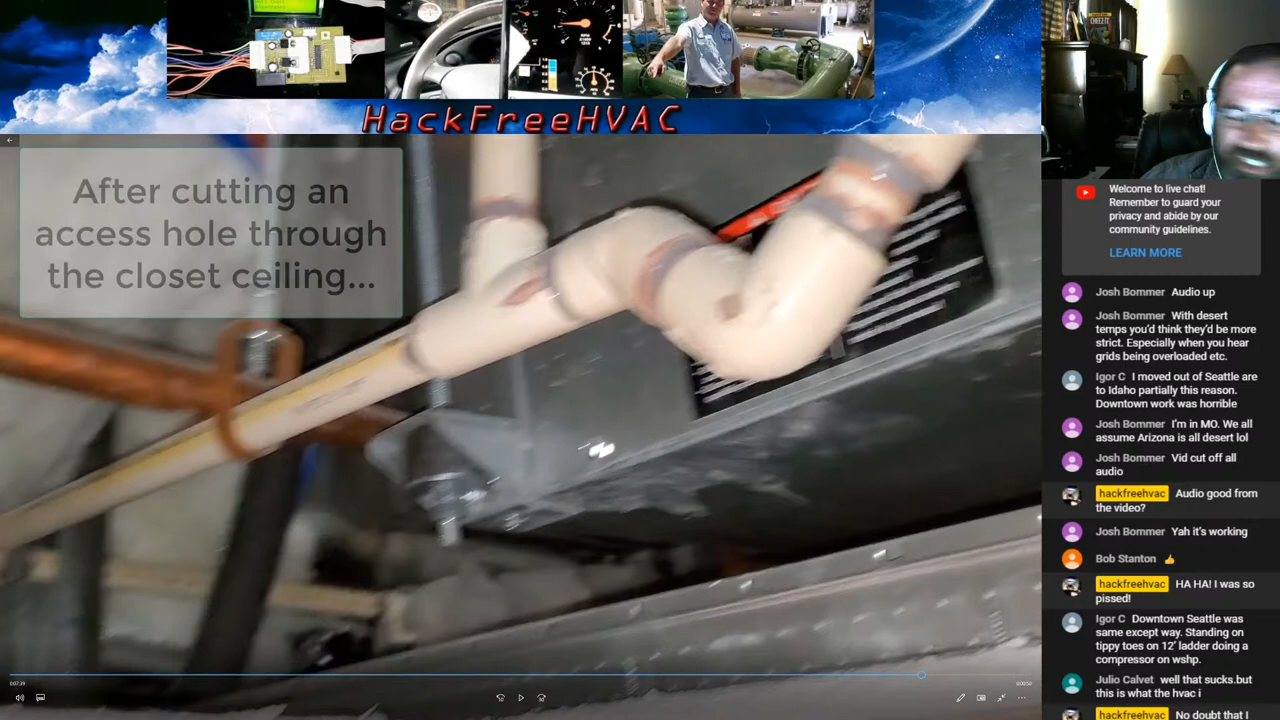 HackFreeHVAC
After cutting an
access hole through
the closet ceiling...
0:07:39
0:00:50
Welcome to live chat!
Remember to guard your
privacy and abide by our
community guidelines.
LEARN MORE
Josh Bommer Audio up
Josh Bommer With desert
temps you'd think they'd be more
strict. Especially when you hear
grids being overloaded etc.
Igor C I moved out of Seattle are
to Idaho partially this reason.
Downtown work was horrible
Josh Bommer I'm in MO. We all
assume Arizona is all desert lol
Josh Bommer Vid cut off all
audio
hackfreehvac Audio good from
the video?
Josh Bommer Yah it's working
Bob Stanton 👍
hackfreehvac HA HA! I was so
pissed!
Igor C Downtown Seattle was
same except way. Standing on
tippy toes on 12' ladder doing a
compressor on wshp.
Julio Calvet well that sucks.but
this is what the hvac i
hackfreehvac No doubt that I